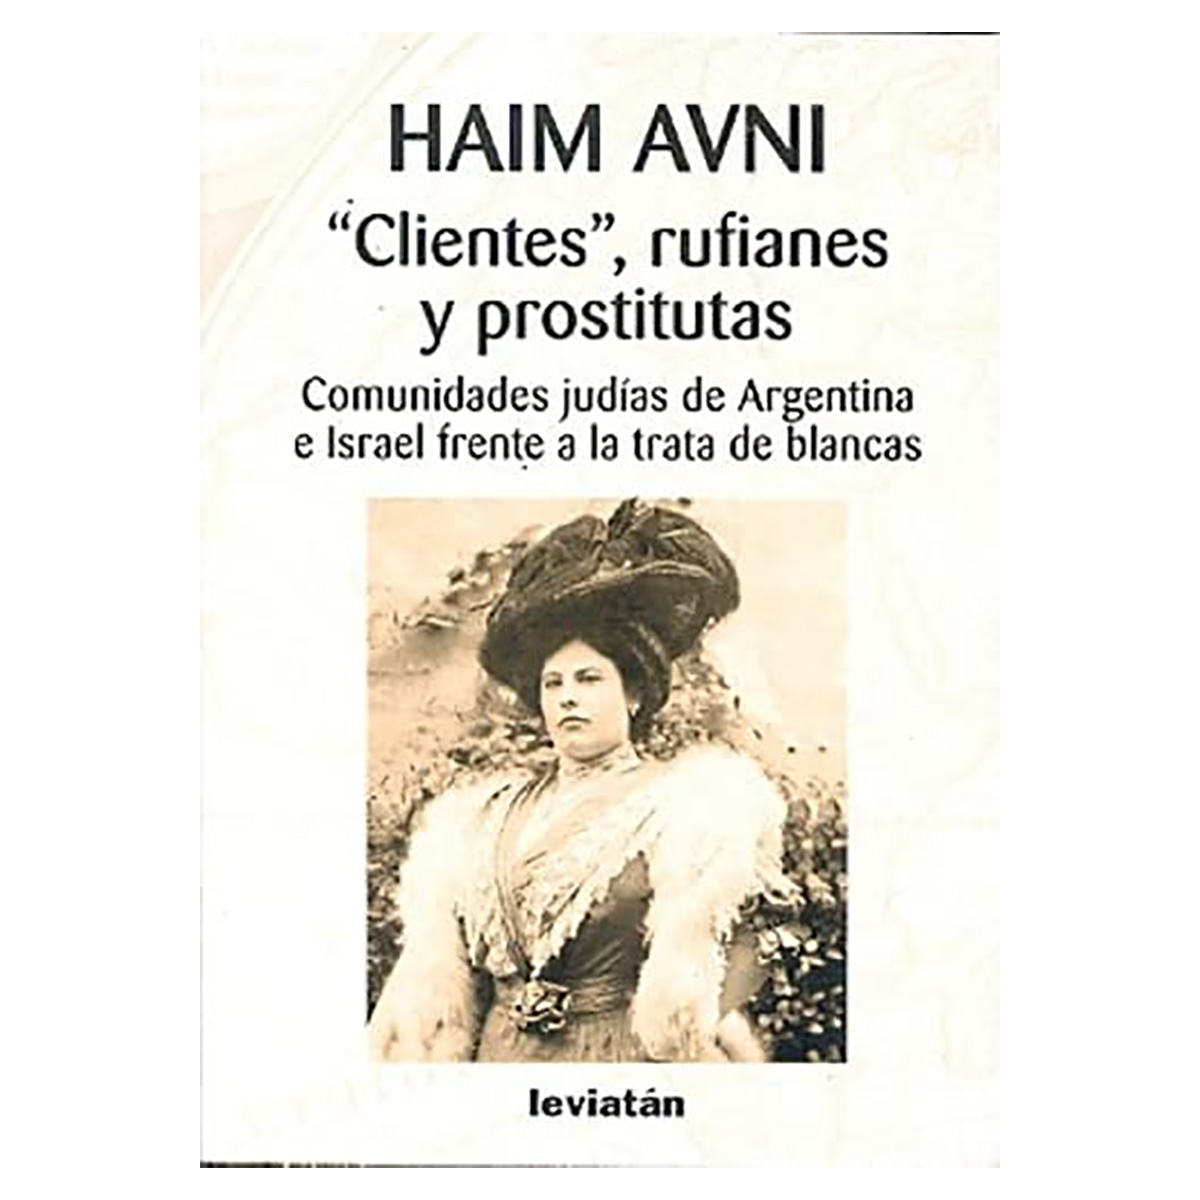 HAIM AVNI
“Clientes”, rufianes
y prostitutas
Comunidades judías de Argentina
e Israel frente a la trata de blancas
leviatán